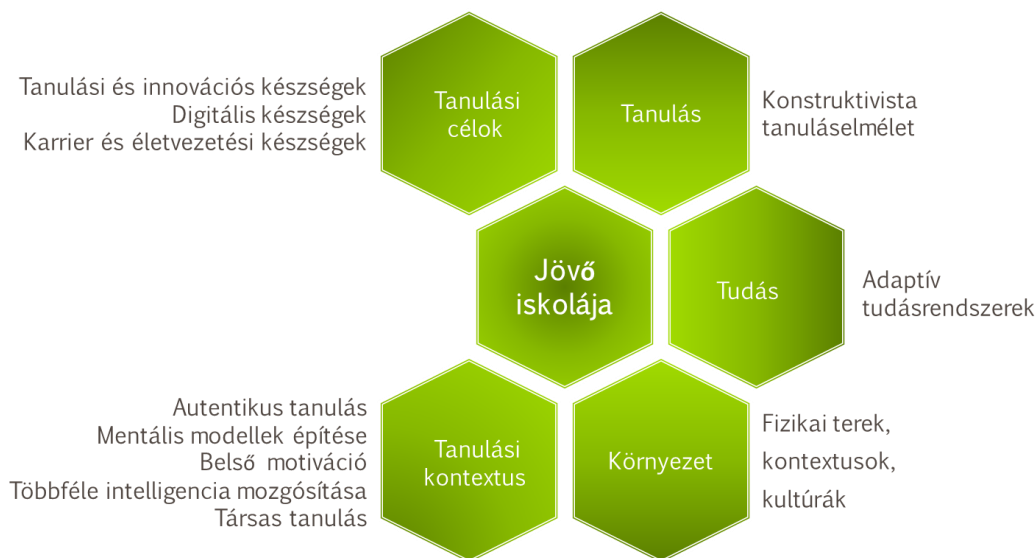 Tanulási és innovációs készségek
Digitális készségek
Karrier és életvezetési készségek
Tanulási
célok
Tanulás
Konstruktivista
tanuláselmélet
Jövő
iskolája
Tudás
Adaptív
tudásrendszerek
Autentikus tanulás
Mentális modellek építése
Belső motiváció
Többféle intelligencia mozgósítása
Társas tanulás
Tanulási
kontextus
Környezet
Fizikai terek,
kontextusok,
kultúrák